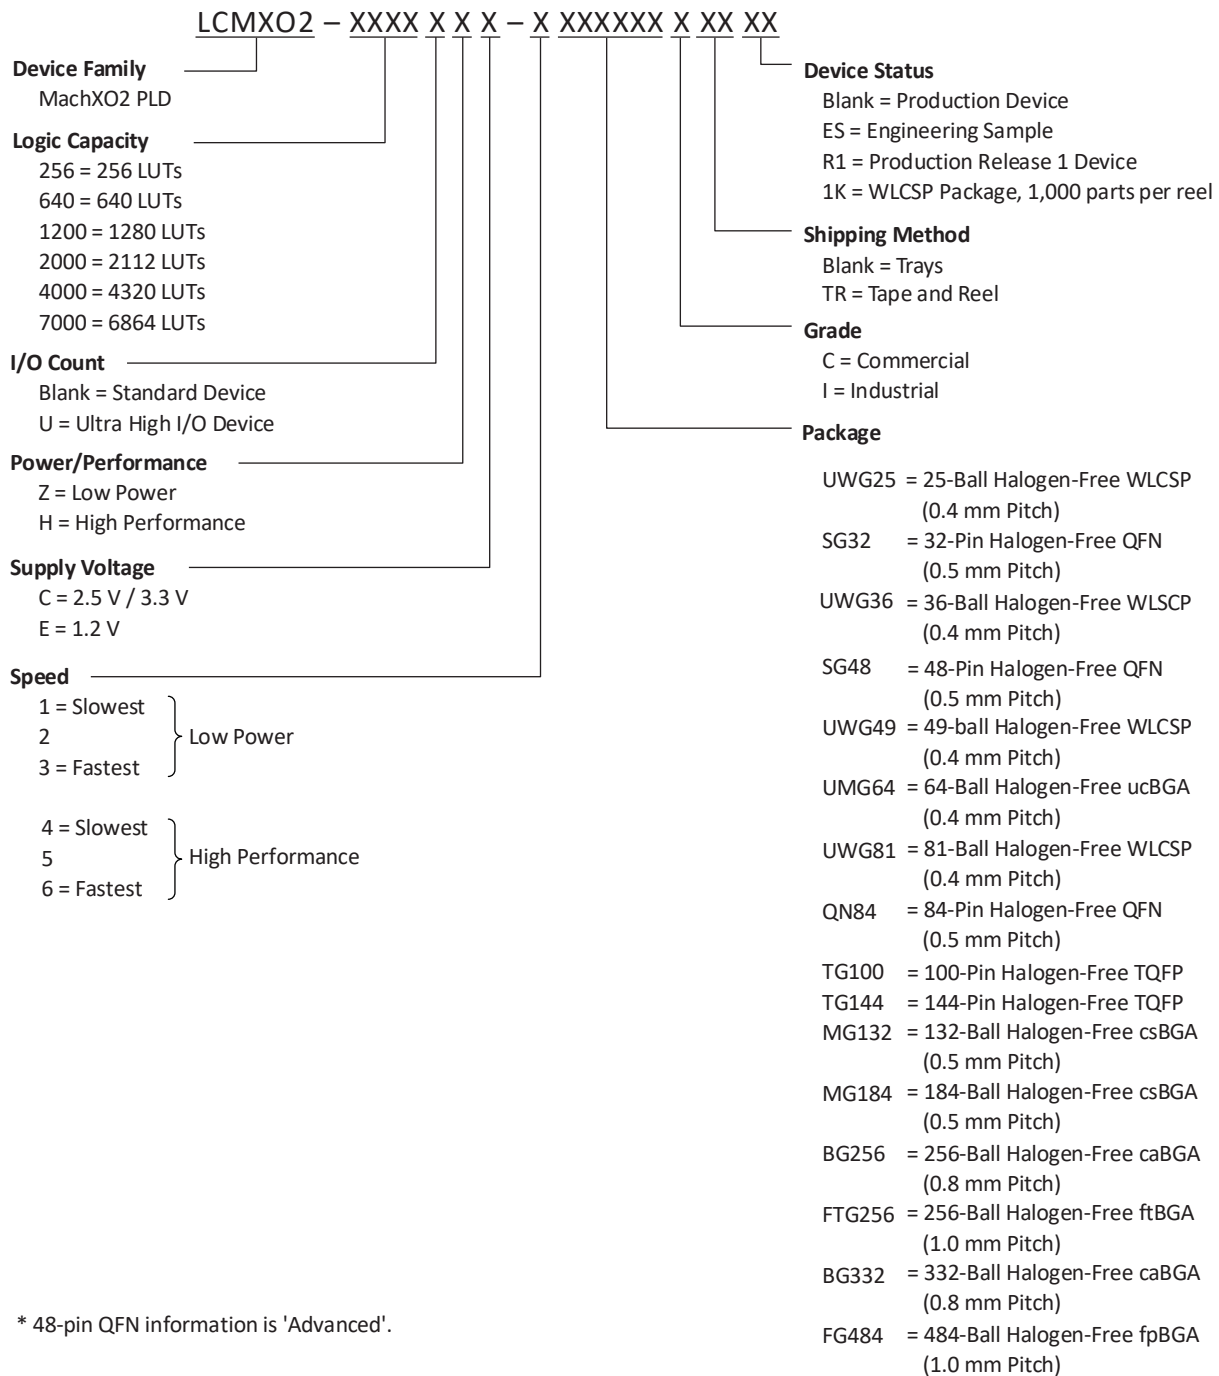 LCMXO2 – XXXX X X X – X XXXXXX X XX XX
Device Family
MachXO2 PLD
Logic Capacity
256 = 256 LUTs
640 = 640 LUTs
1200 = 1280 LUTs
2000 = 2112 LUTs
4000 = 4320 LUTs
7000 = 6864 LUTs
I/O Count
Blank = Standard Device
U = Ultra High I/O Device
Power/Performance
Z = Low Power
H = High Performance
Supply Voltage
C = 2.5 V / 3.3 V
E = 1.2 V
Speed
1 = Slowest
2
3 = Fastest
Low Power
4 = Slowest
5
6 = Fastest
High Performance
Device Status
Blank = Production Device
ES = Engineering Sample
R1 = Production Release 1 Device
1K = WLCSP Package, 1,000 parts per reel
Shipping Method
Blank = Trays
TR = Tape and Reel
Grade
C = Commercial
I = Industrial
Package
UWG25 = 25-Ball Halogen-Free WLCSP
(0.4 mm Pitch)
SG32 = 32-Pin Halogen-Free QFN
(0.5 mm Pitch)
UWG36 = 36-Ball Halogen-Free WLSCP
(0.4 mm Pitch)
SG48 = 48-Pin Halogen-Free QFN
(0.5 mm Pitch)
UWG49 = 49-ball Halogen-Free WLCSP
(0.4 mm Pitch)
UMG64 = 64-Ball Halogen-Free ucBGA
(0.4 mm Pitch)
UWG81 = 81-Ball Halogen-Free WLCSP
(0.4 mm Pitch)
QN84 = 84-Pin Halogen-Free QFN
(0.5 mm Pitch)
TG100 = 100-Pin Halogen-Free TQFP
TG144 = 144-Pin Halogen-Free TQFP
MG132 = 132-Ball Halogen-Free csBGA
(0.5 mm Pitch)
MG184 = 184-Ball Halogen-Free csBGA
(0.5 mm Pitch)
BG256 = 256-Ball Halogen-Free caBGA
(0.8 mm Pitch)
FTG256 = 256-Ball Halogen-Free ftBGA
(1.0 mm Pitch)
BG332 = 332-Ball Halogen-Free caBGA
(0.8 mm Pitch)
FG484 = 484-Ball Halogen-Free fpBGA
(1.0 mm Pitch)
* 48-pin QFN information is 'Advanced'.